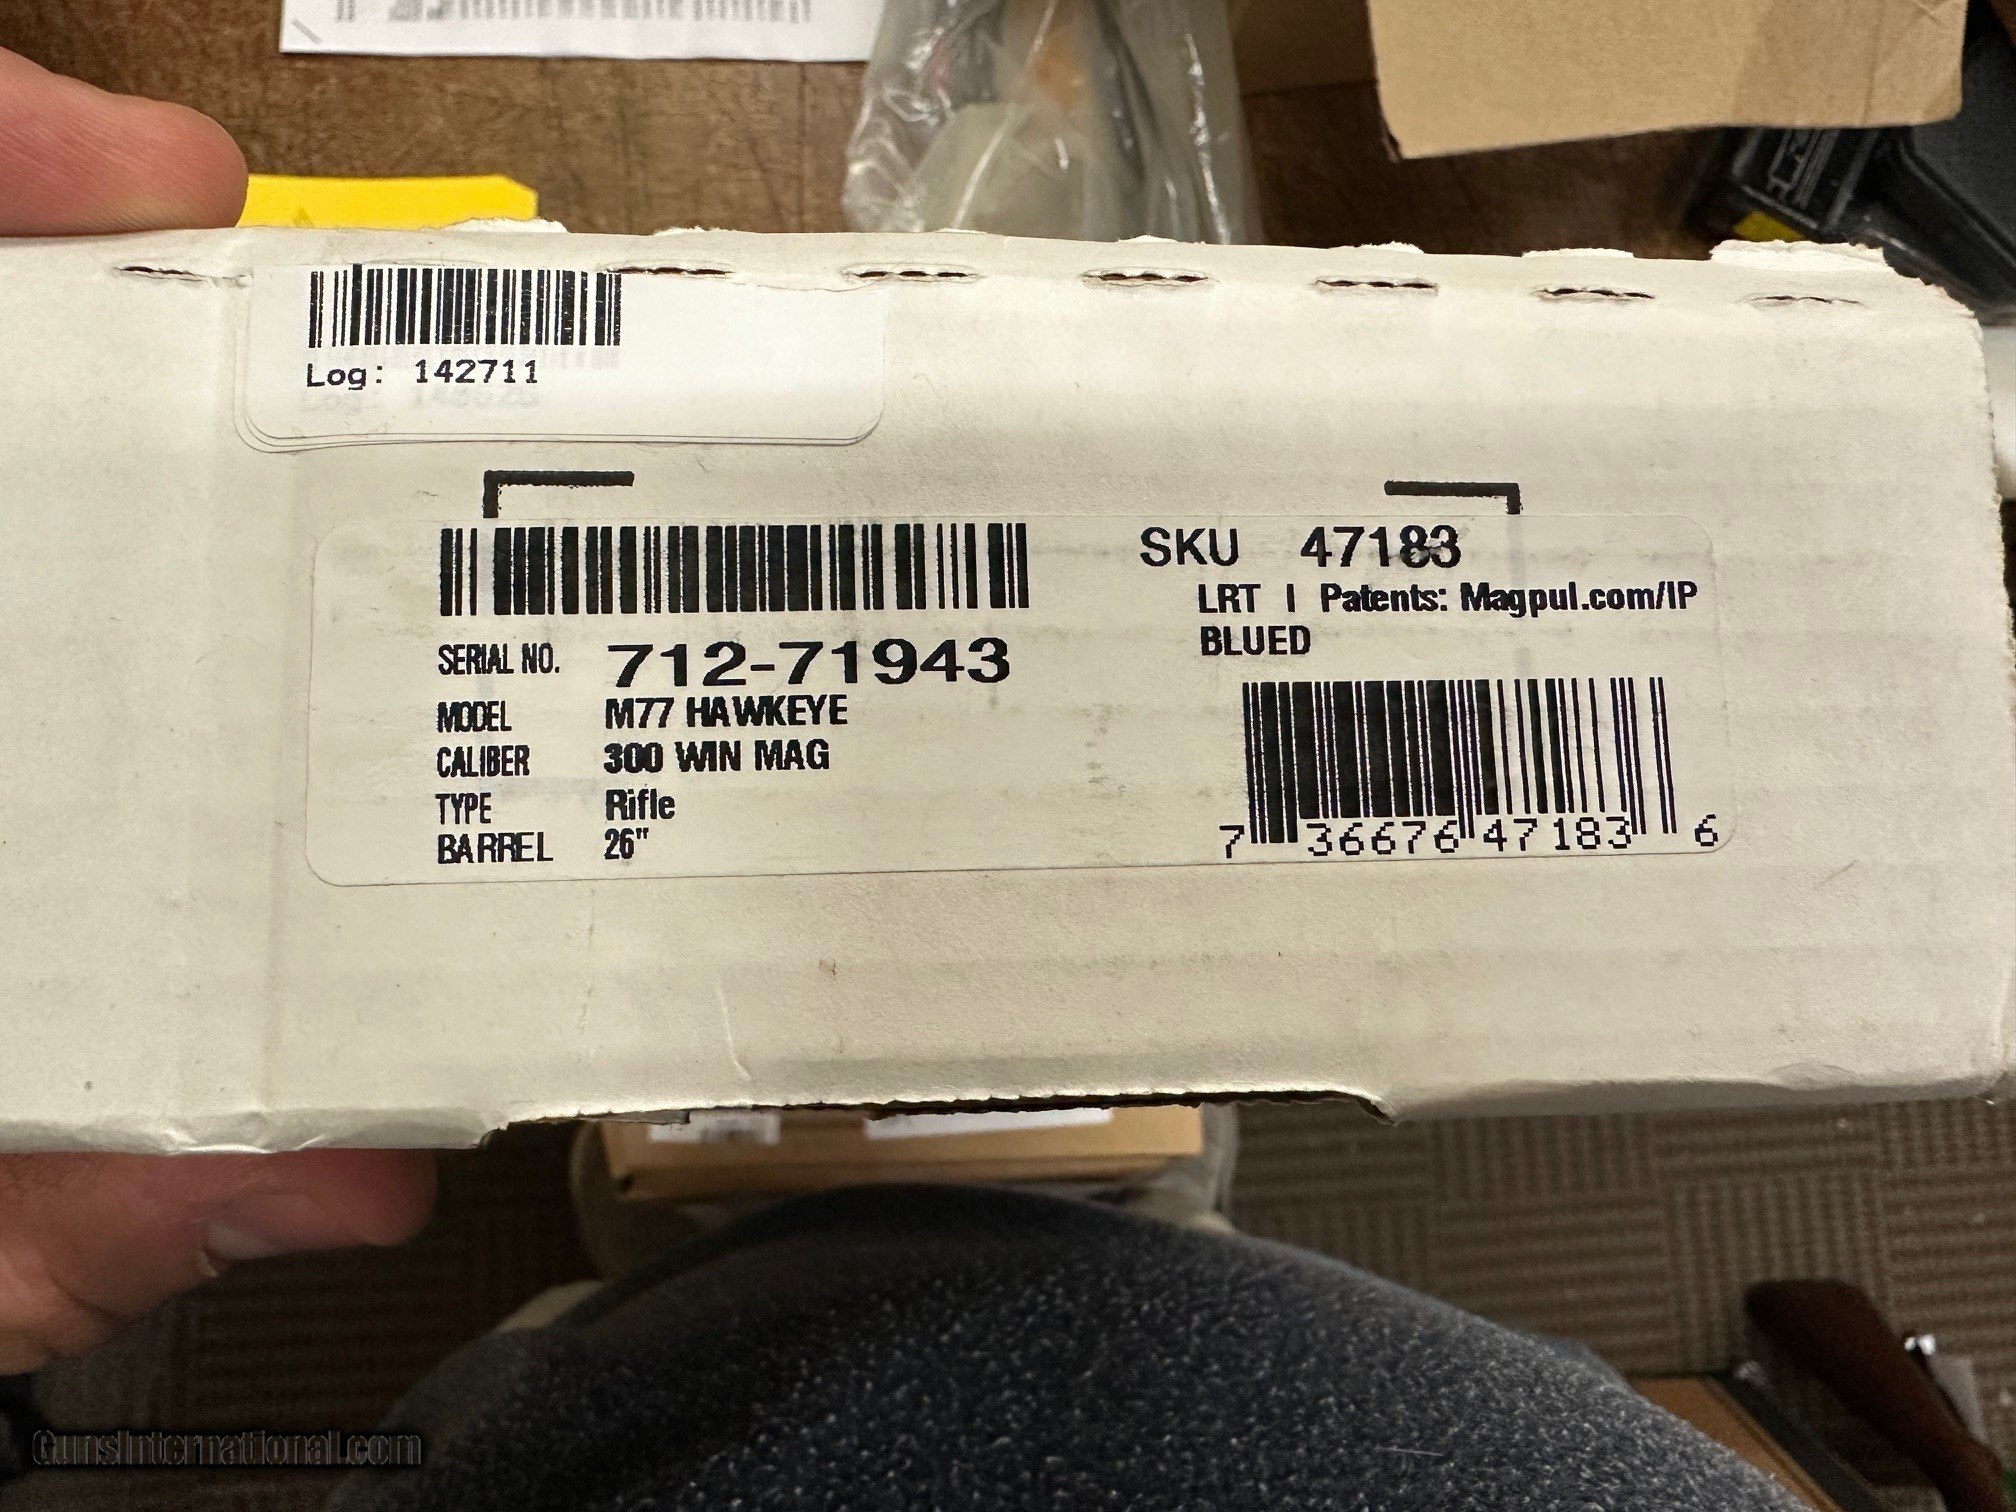 Log: 142711
SKU 47183
LRT | Patents: Magpul.com/IP
BLUED
SERIAL NO. 712-71943
MODEL M77 HAWKEYE
CALIBER 300 WIN MAG
TYPE Rifle
BARREL 26"
7 36676 47183 6
GunsInternational.com